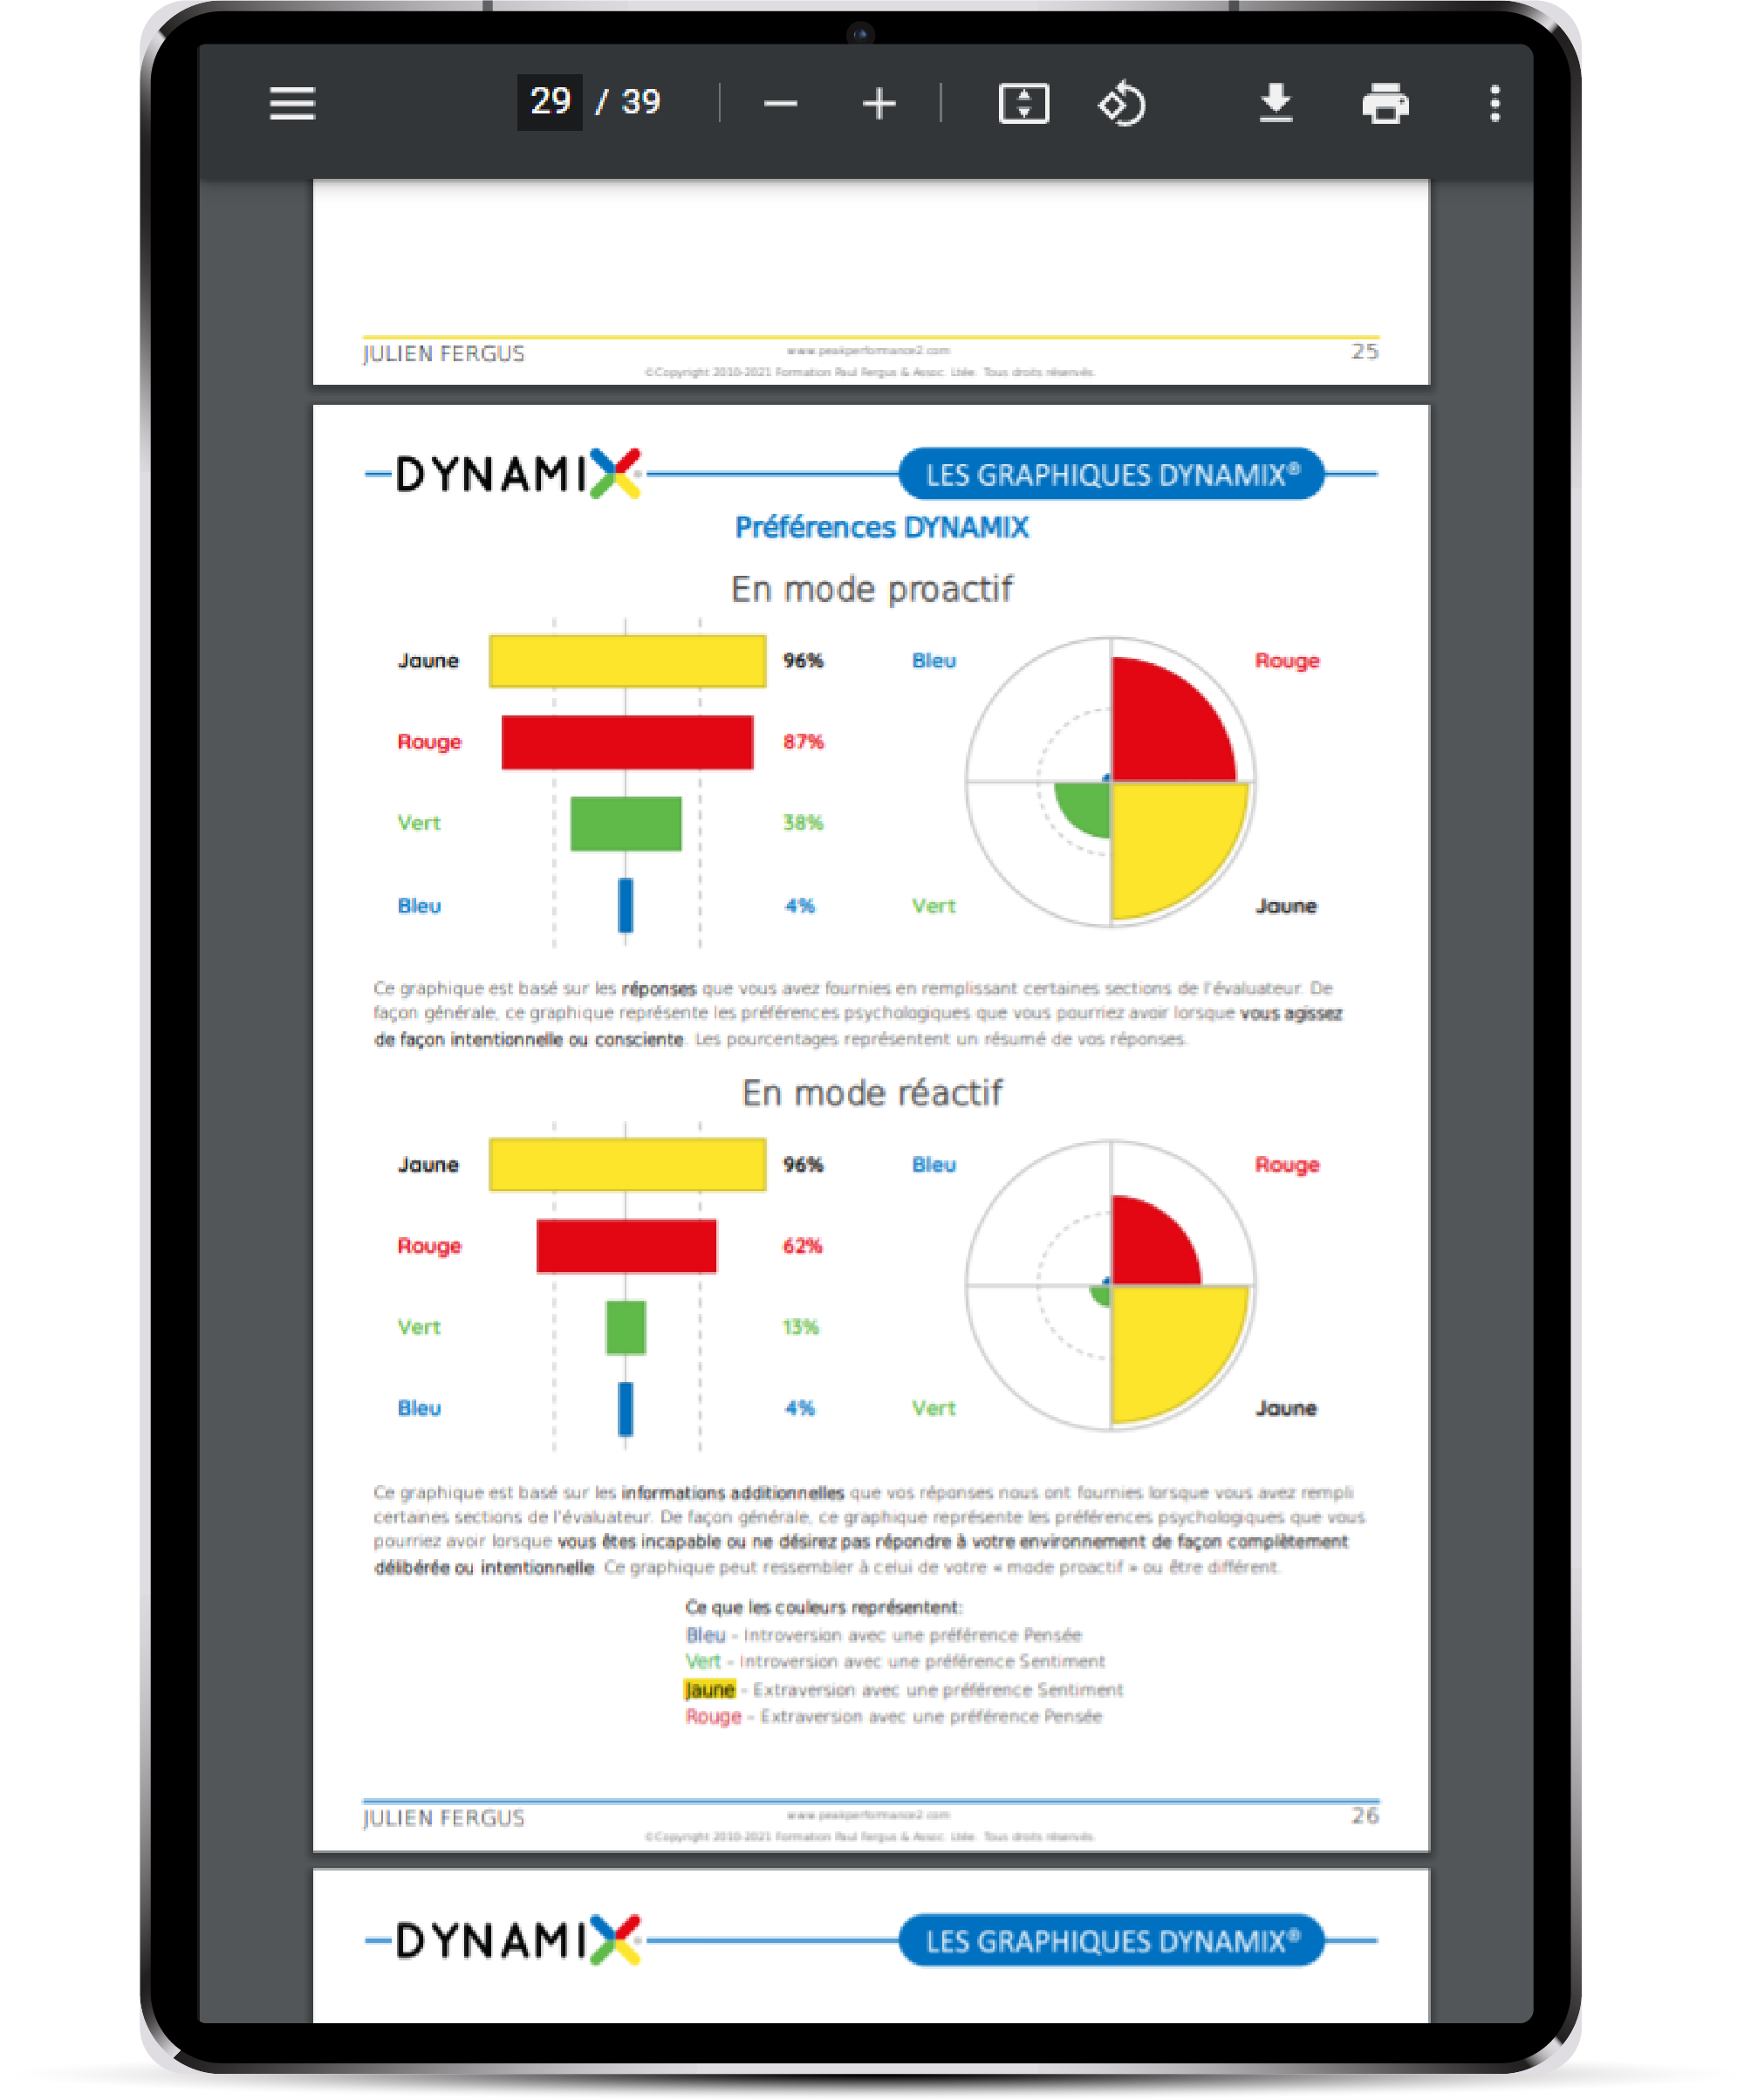 29 / 39
JULIEN FERGUS
www.peakperformance2.com
25
©Copyright 2010-2021 Formation Paul Fergus & Assoc. Ltée. Tous droits réservés.
DYNAMIX
LES GRAPHIQUES DYNAMIX®
Préférences DYNAMIX
En mode proactif
Jaune 96%
Rouge 87%
Vert 38%
Bleu 4%
Bleu Rouge
Vert Jaune
Ce graphique est basé sur les réponses que vous avez fournies en remplissant certaines sections de l'évaluateur. De
façon générale, ce graphique représente les préférences psychologiques que vous pourriez avoir lorsque vous agissez
de façon intentionnelle ou consciente. Les pourcentages représentent un résumé de vos réponses.
En mode réactif
Jaune 96%
Rouge 62%
Vert 13%
Bleu 4%
Bleu Rouge
Vert Jaune
Ce graphique est basé sur les informations additionnelles que vos réponses nous ont fournies lorsque vous avez rempli
certaines sections de l'évaluateur. De façon générale, ce graphique représente les préférences psychologiques que vous
pourriez avoir lorsque vous êtes incapable ou ne désirez pas répondre à votre environnement de façon complètement
délibérée ou intentionnelle. Ce graphique peut ressembler à celui de votre « mode proactif » ou être différent.
Ce que les couleurs représentent:
Bleu – Introversion avec une préférence Pensée
Vert – Introversion avec une préférence Sentiment
Jaune – Extraversion avec une préférence Sentiment
Rouge – Extraversion avec une préférence Pensée
JULIEN FERGUS
www.peakperformance2.com
26
©Copyright 2010-2021 Formation Paul Fergus & Assoc. Ltée. Tous droits réservés.
DYNAMIX
LES GRAPHIQUES DYNAMIX®